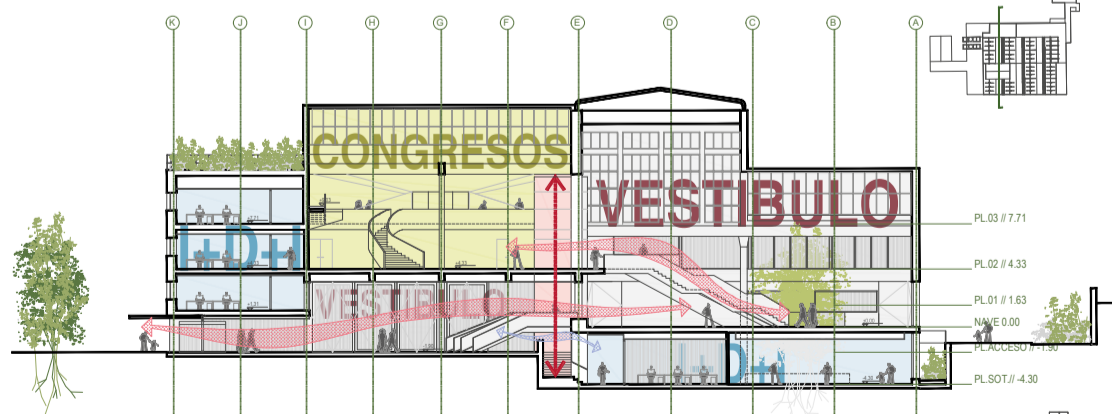 K J I H G F E D C B A
CONGRESOS
VESTIBULO
I+D+I
VESTIBULO
I+D+I
PL.03 // 7.71
PL.02 // 4.33
PL.01 // 1.63
NAVE 0.00
PL.ACCESO // -1.90
PL.SOT.// -4.30